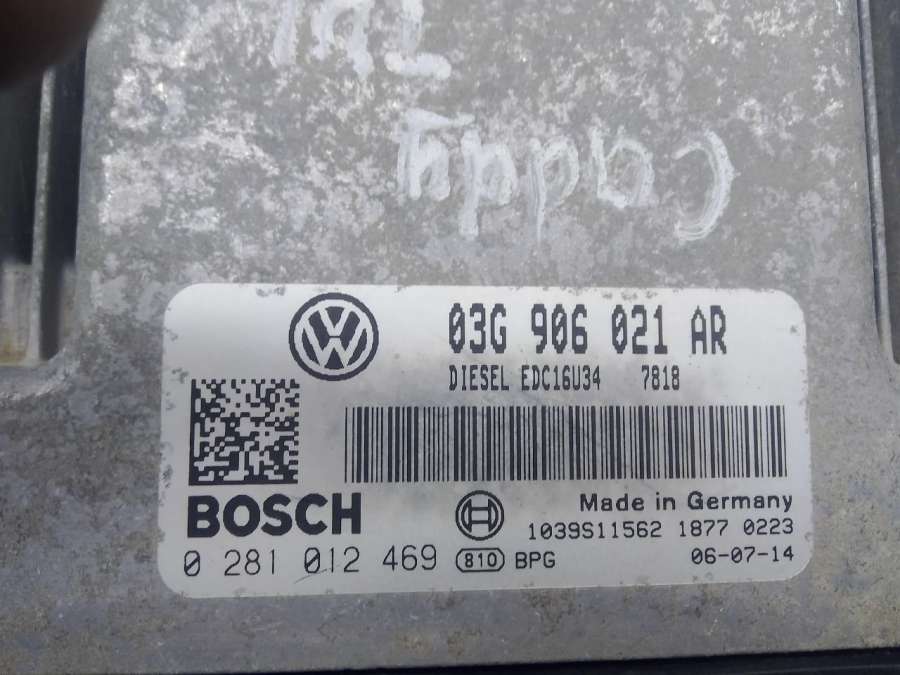 TDI
Caddy
03G 906 021 AR
DIESEL EDC16U34 7818
BOSCH
Made in Germany
1039S11562 1877 0223
0 281 012 469 810 BPG 06-07-14